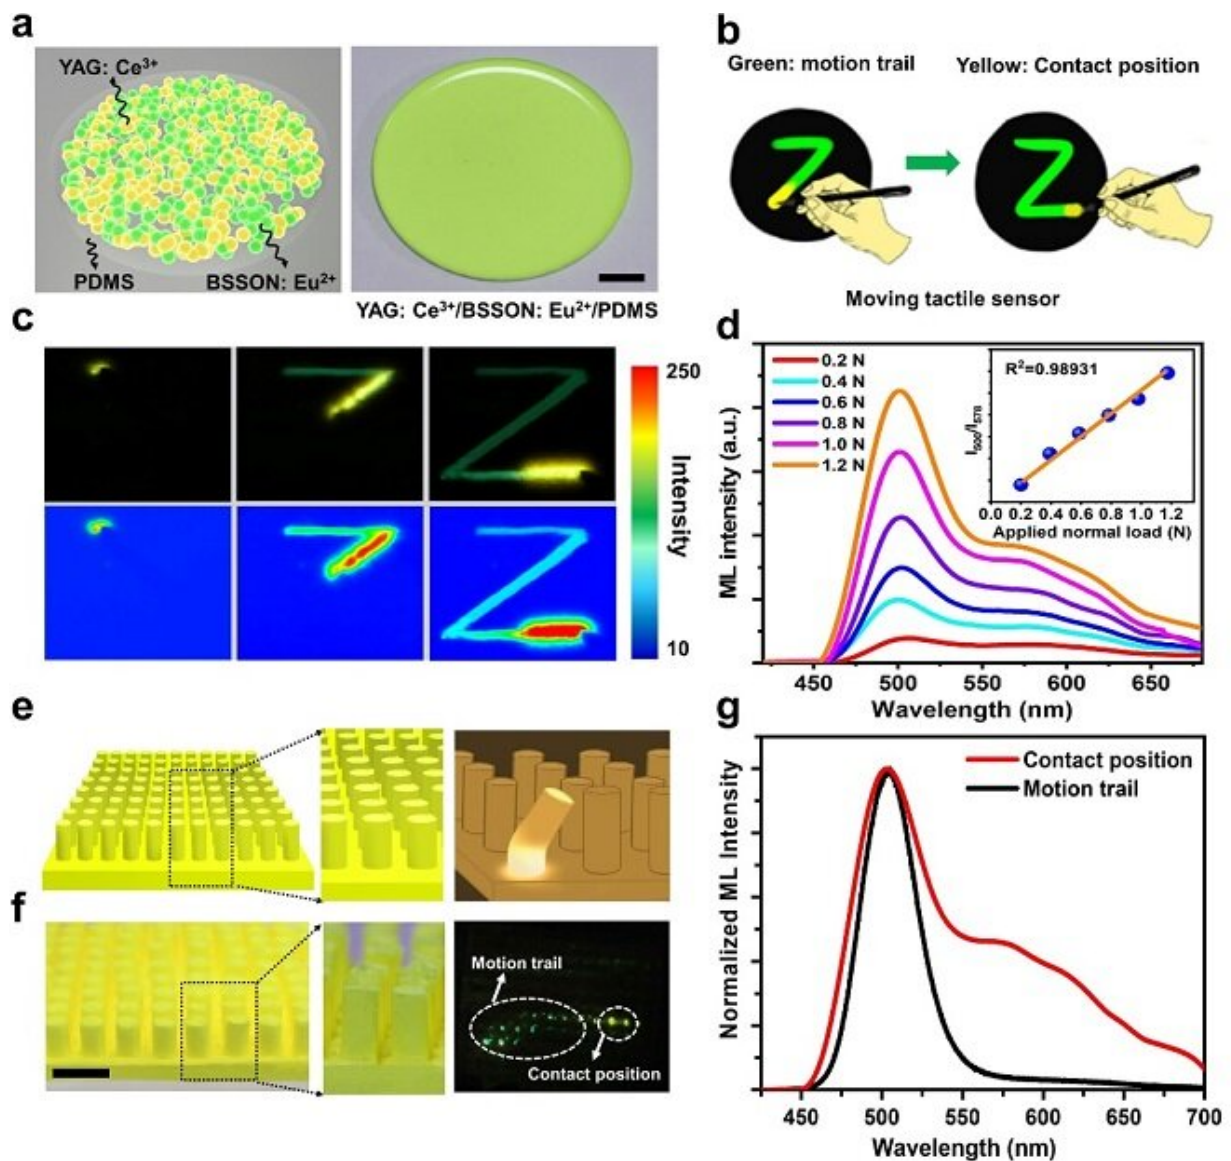 a
YAG: Ce³⁺
PDMS
BSSON: Eu²⁺
YAG: Ce³⁺/BSSON: Eu²⁺/PDMS
b
Green: motion trail
Yellow: Contact position
Moving tactile sensor
c
250
Intensity
10
d
0.2 N
0.4 N
0.6 N
0.8 N
1.0 N
1.2 N
R²=0.98931
I₅₀₀/I₅₇₈
0.0 0.2 0.4 0.6 0.8 1.0 1.2
Applied normal load (N)
ML intensity (a.u.)
450 500 550 600 650
Wavelength (nm)
e
f
Motion trail
Contact position
g
Contact position
Motion trail
Normalized ML Intensity
450 500 550 600 650 700
Wavelength (nm)